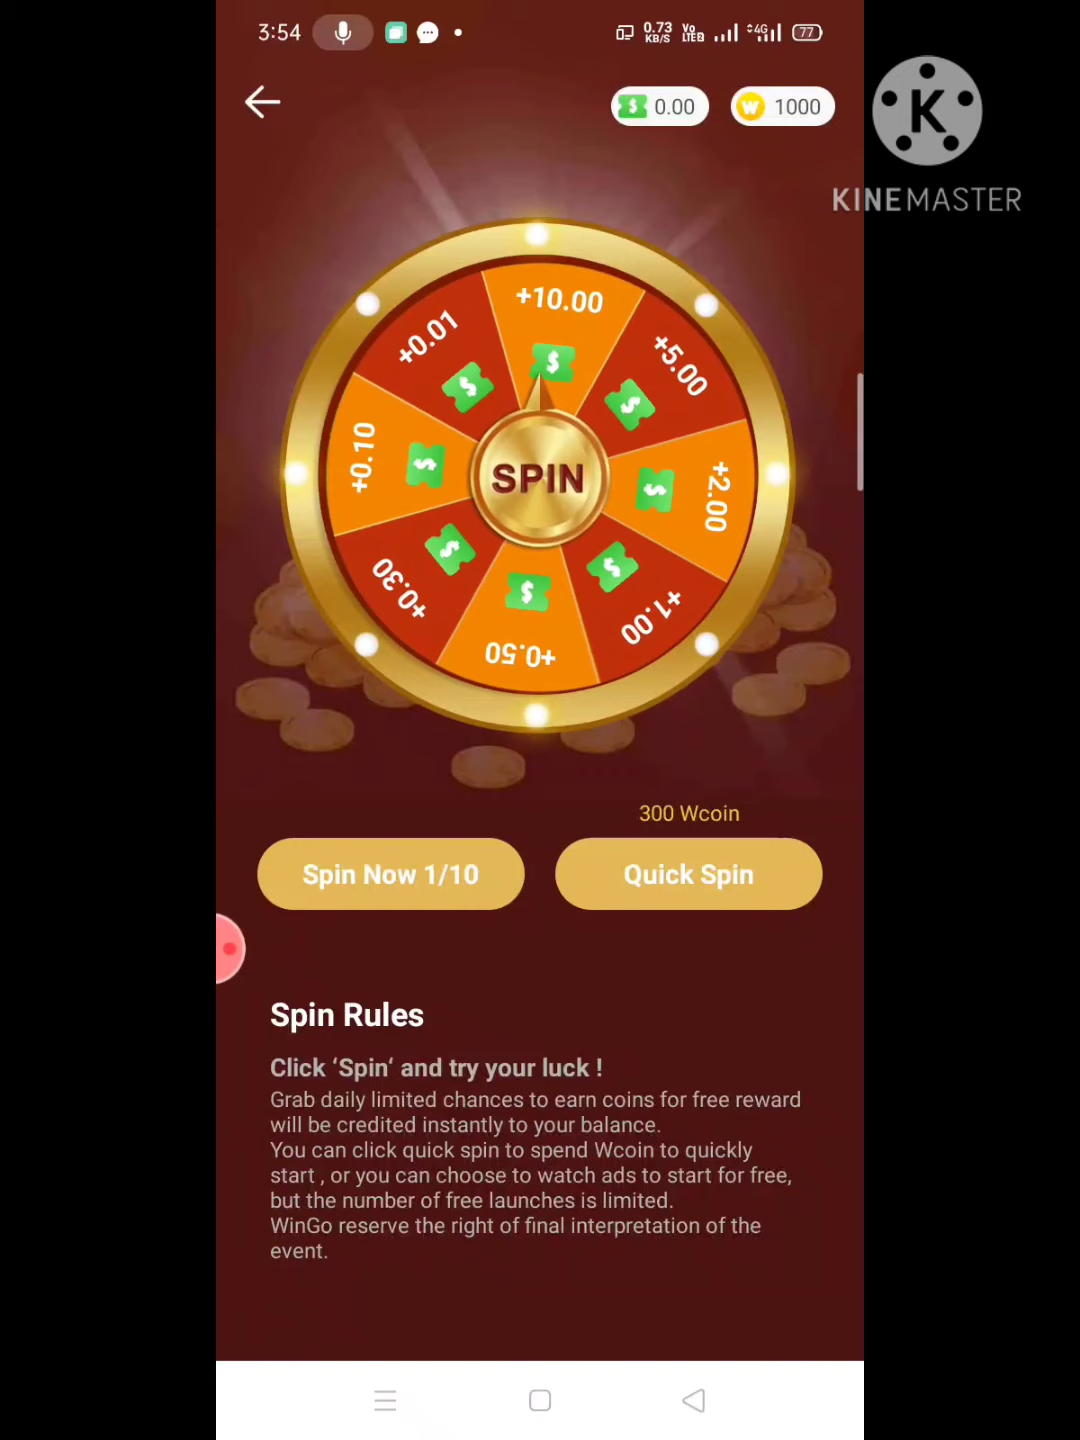 3:54
0.73 KB/S
Vo LTE2
4G
77
$ 0.00
W 1000
K
KINEMASTER
+10.00
+5.00
+2.00
+1.00
+0.50
+0.30
+0.10
+0.01
SPIN
300 Wcoin
Spin Now 1/10
Quick Spin
Spin Rules
Click ‘Spin‘ and try your luck !
Grab daily limited chances to earn coins for free reward
will be credited instantly to your balance.
You can click quick spin to spend Wcoin to quickly
start , or you can choose to watch ads to start for free,
but the number of free launches is limited.
WinGo reserve the right of final interpretation of the
event.